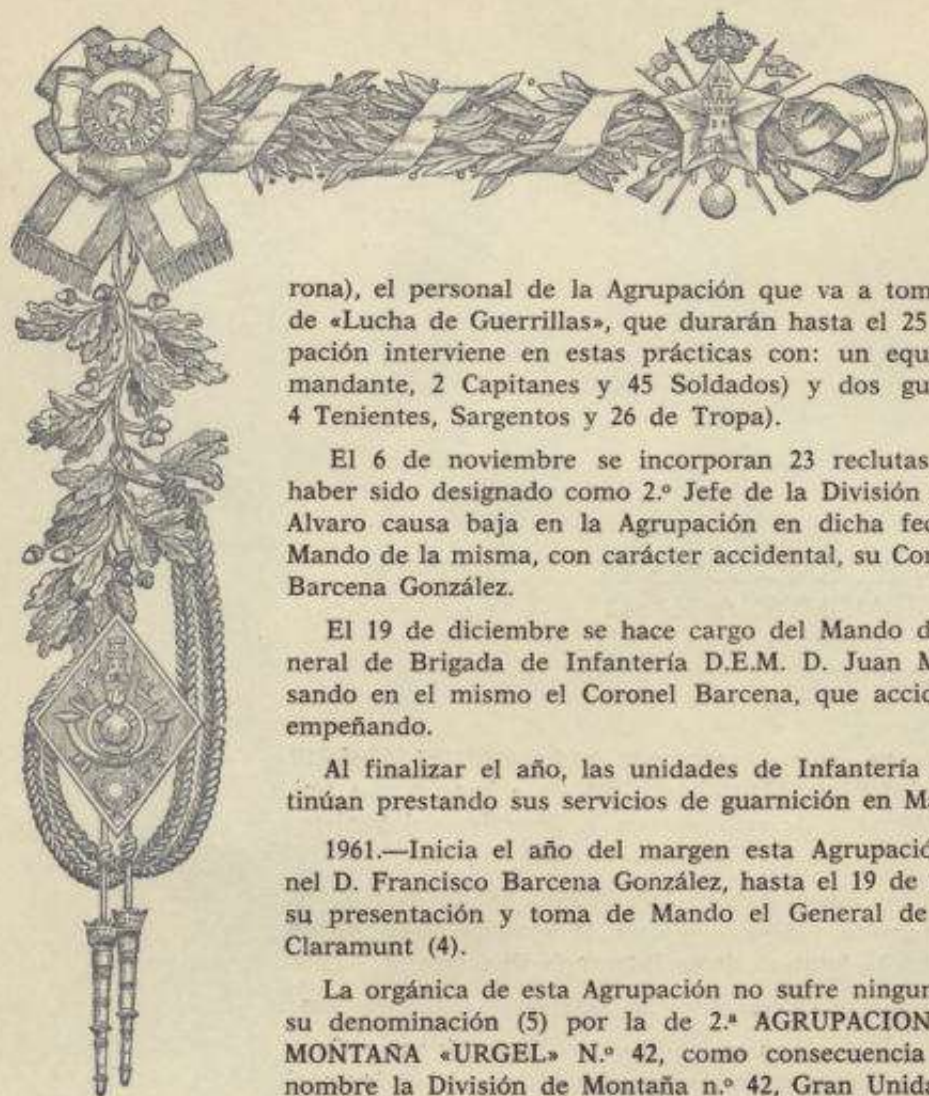 rona), el personal de la Agrupación que va a tom
de «Lucha de Guerrillas», que durarán hasta el 25
pación interviene en estas prácticas con: un equ
mandante, 2 Capitanes y 45 Soldados) y dos gu
4 Tenientes, Sargentos y 26 de Tropa).
El 6 de noviembre se incorporan 23 reclutas
haber sido designado como 2.º Jefe de la División
Alvaro causa baja en la Agrupación en dicha fec
Mando de la misma, con carácter accidental, su Cor
Barcena González.
El 19 de diciembre se hace cargo del Mando d
neral de Brigada de Infantería D.E.M. D. Juan M
sando en el mismo el Coronel Barcena, que accid
empeñando.
Al finalizar el año, las unidades de Infantería
tinúan prestando sus servicios de guarnición en Ma
1961.—Inicia el año del margen esta Agrupació
nel D. Francisco Barcena González, hasta el 19 de
su presentación y toma de Mando el General de
Claramunt (4).
La orgánica de esta Agrupación no sufre ningun
su denominación (5) por la de 2.ª AGRUPACION
MONTAÑA «URGEL» N.º 42, como consecuencia
nombre la División de Montaña n.º 42, Gran Unida